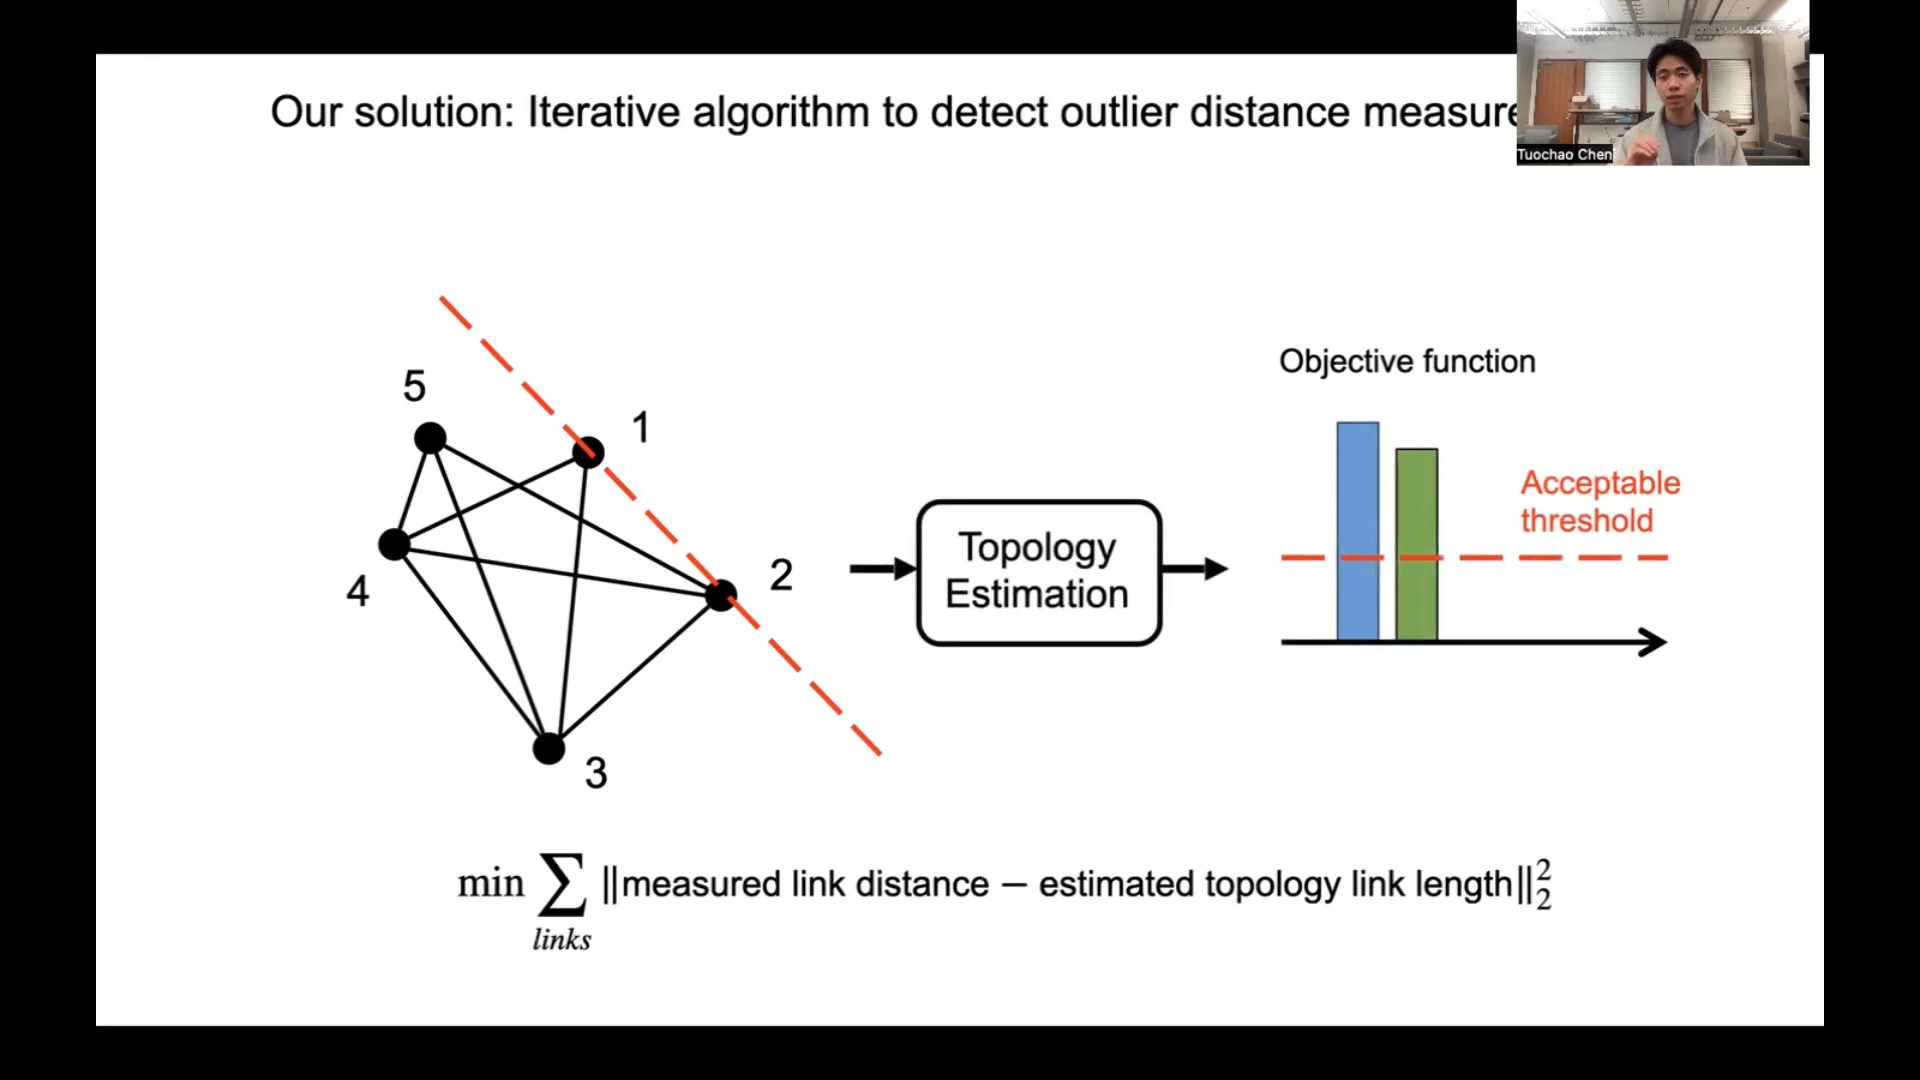 Our solution: Iterative algorithm to detect outlier distance measure
Tuochao Chen
5
1
Objective function
Acceptable
threshold
Topology
Estimation
2
4
3
min ∑ ||measured link distance − estimated topology link length||²₂
links